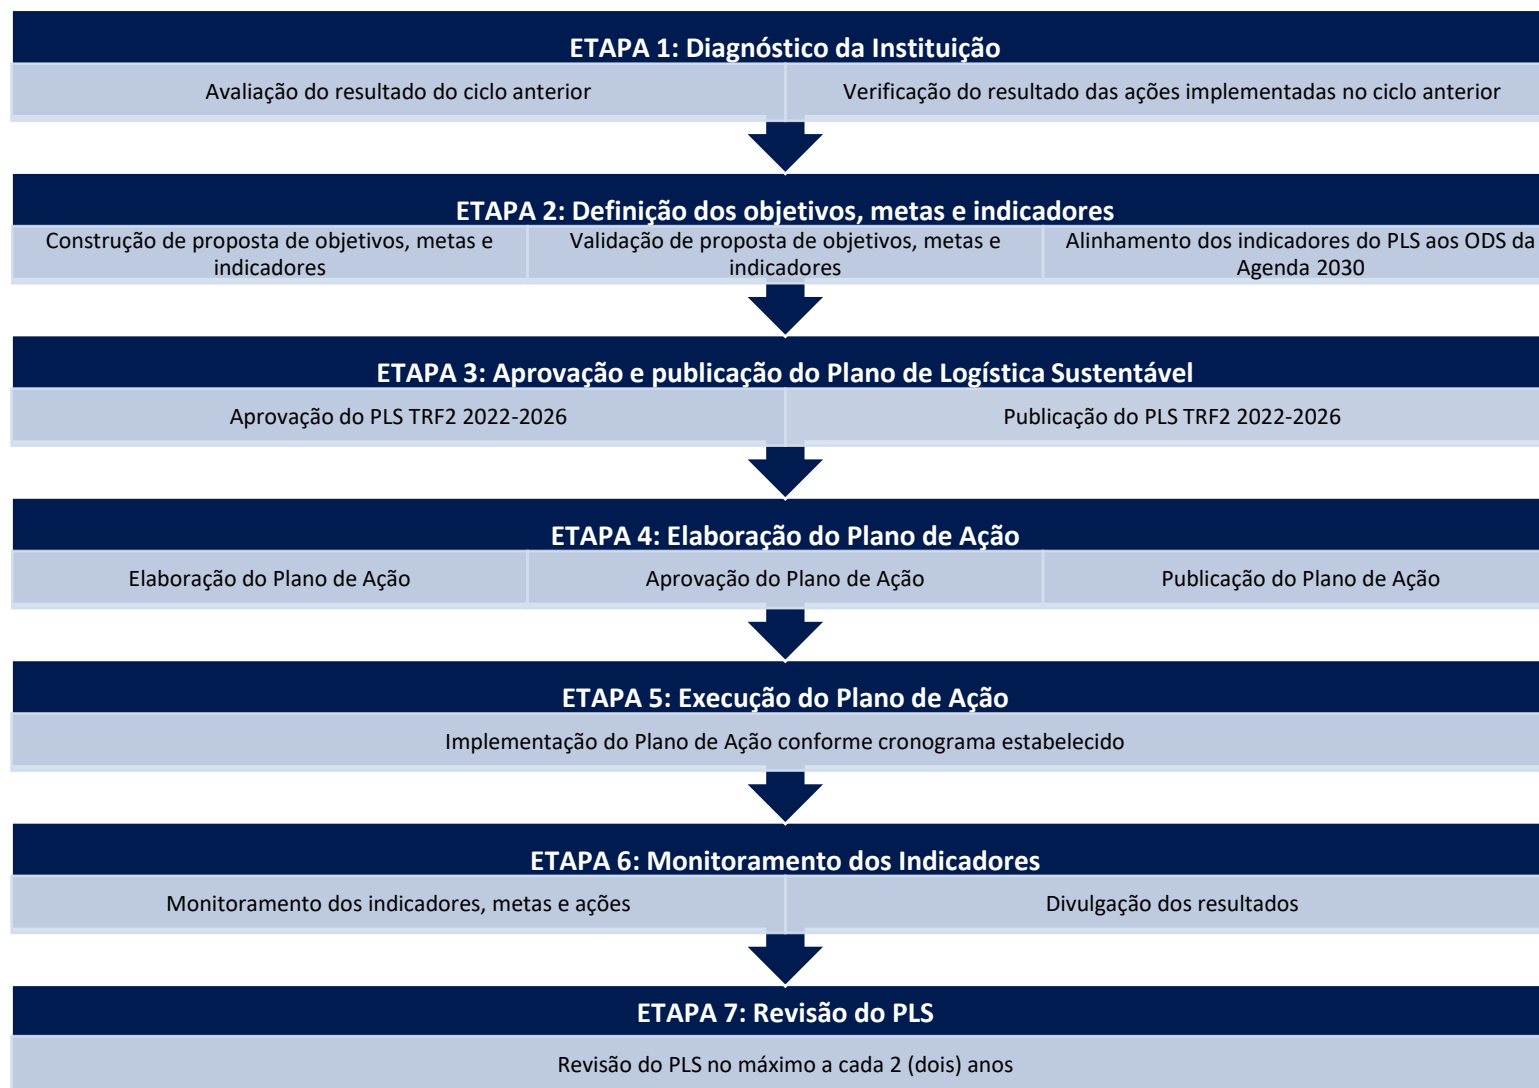 ETAPA 1: Diagnóstico da Instituição
Avaliação do resultado do ciclo anterior
Verificação do resultado das ações implementadas no ciclo anterior
ETAPA 2: Definição dos objetivos, metas e indicadores
Construção de proposta de objetivos, metas e
indicadores
Validação de proposta de objetivos, metas e
indicadores
Alinhamento dos indicadores do PLS aos ODS da
Agenda 2030
ETAPA 3: Aprovação e publicação do Plano de Logística Sustentável
Aprovação do PLS TRF2 2022-2026
Publicação do PLS TRF2 2022-2026
ETAPA 4: Elaboração do Plano de Ação
Elaboração do Plano de Ação
Aprovação do Plano de Ação
Publicação do Plano de Ação
ETAPA 5: Execução do Plano de Ação
Implementação do Plano de Ação conforme cronograma estabelecido
ETAPA 6: Monitoramento dos Indicadores
Monitoramento dos indicadores, metas e ações
Divulgação dos resultados
ETAPA 7: Revisão do PLS
Revisão do PLS no máximo a cada 2 (dois) anos